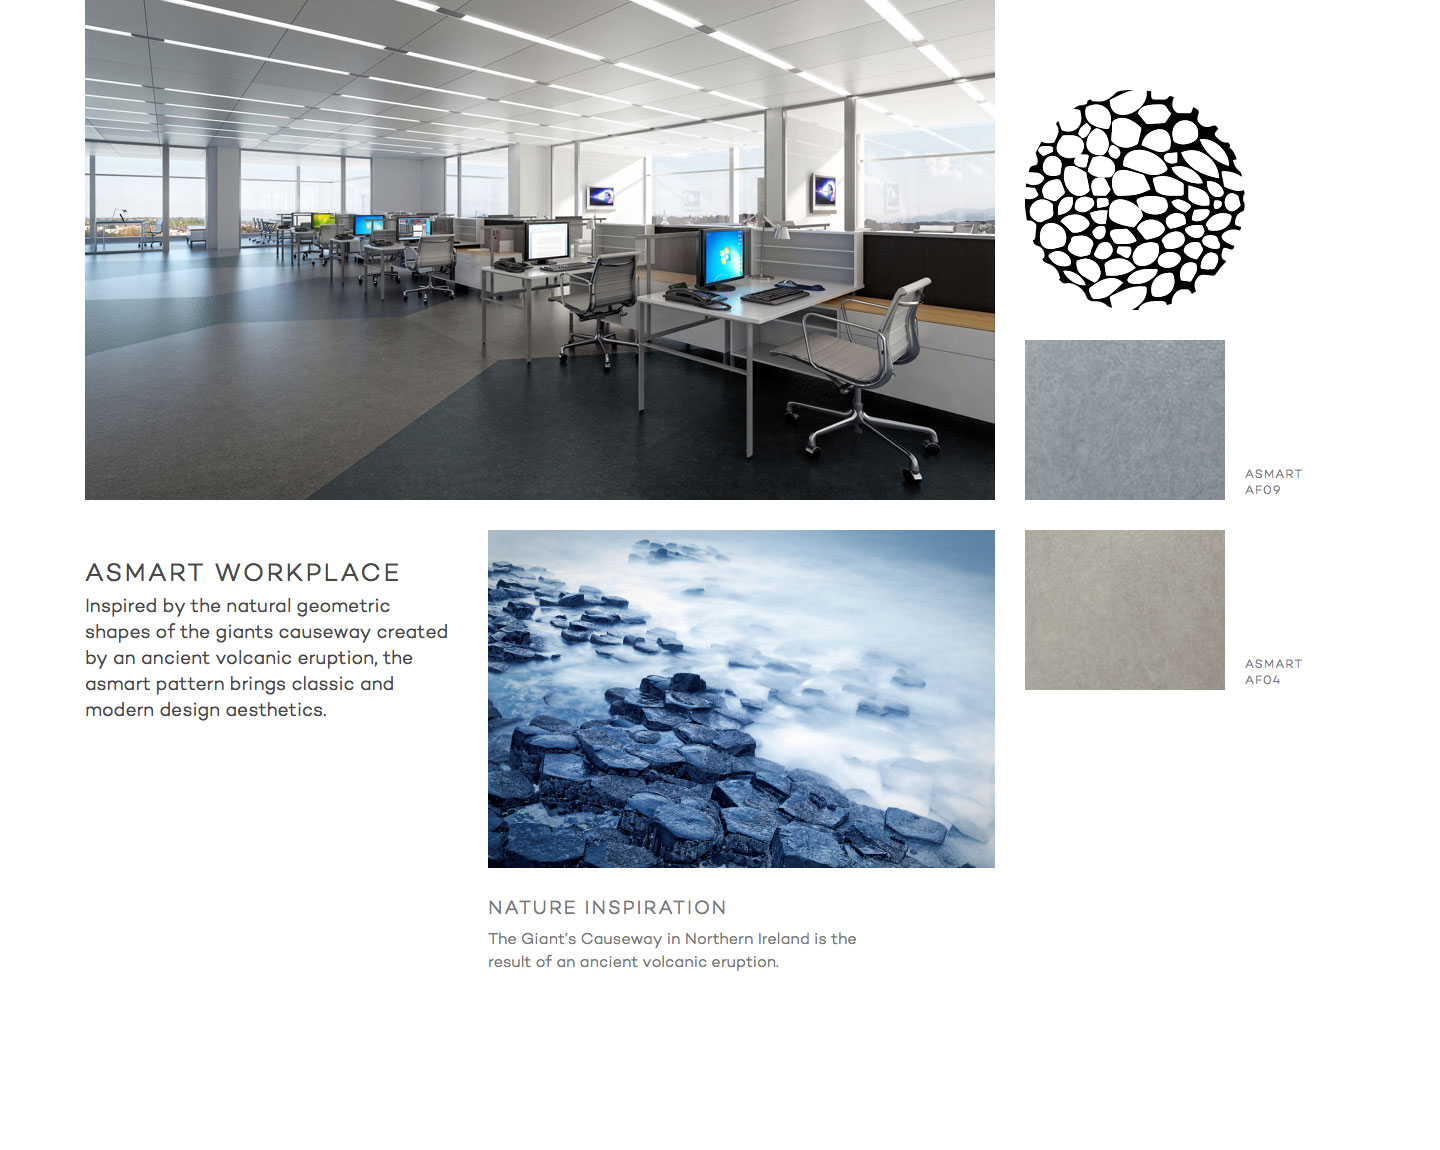 ASMART
AF09
ASMART WORKPLACE
Inspired by the natural geometric
shapes of the giants causeway created
by an ancient volcanic eruption, the
asmart pattern brings classic and
modern design aesthetics.
ASMART
AF04
NATURE INSPIRATION
The Giant's Causeway in Northern Ireland is the
result of an ancient volcanic eruption.